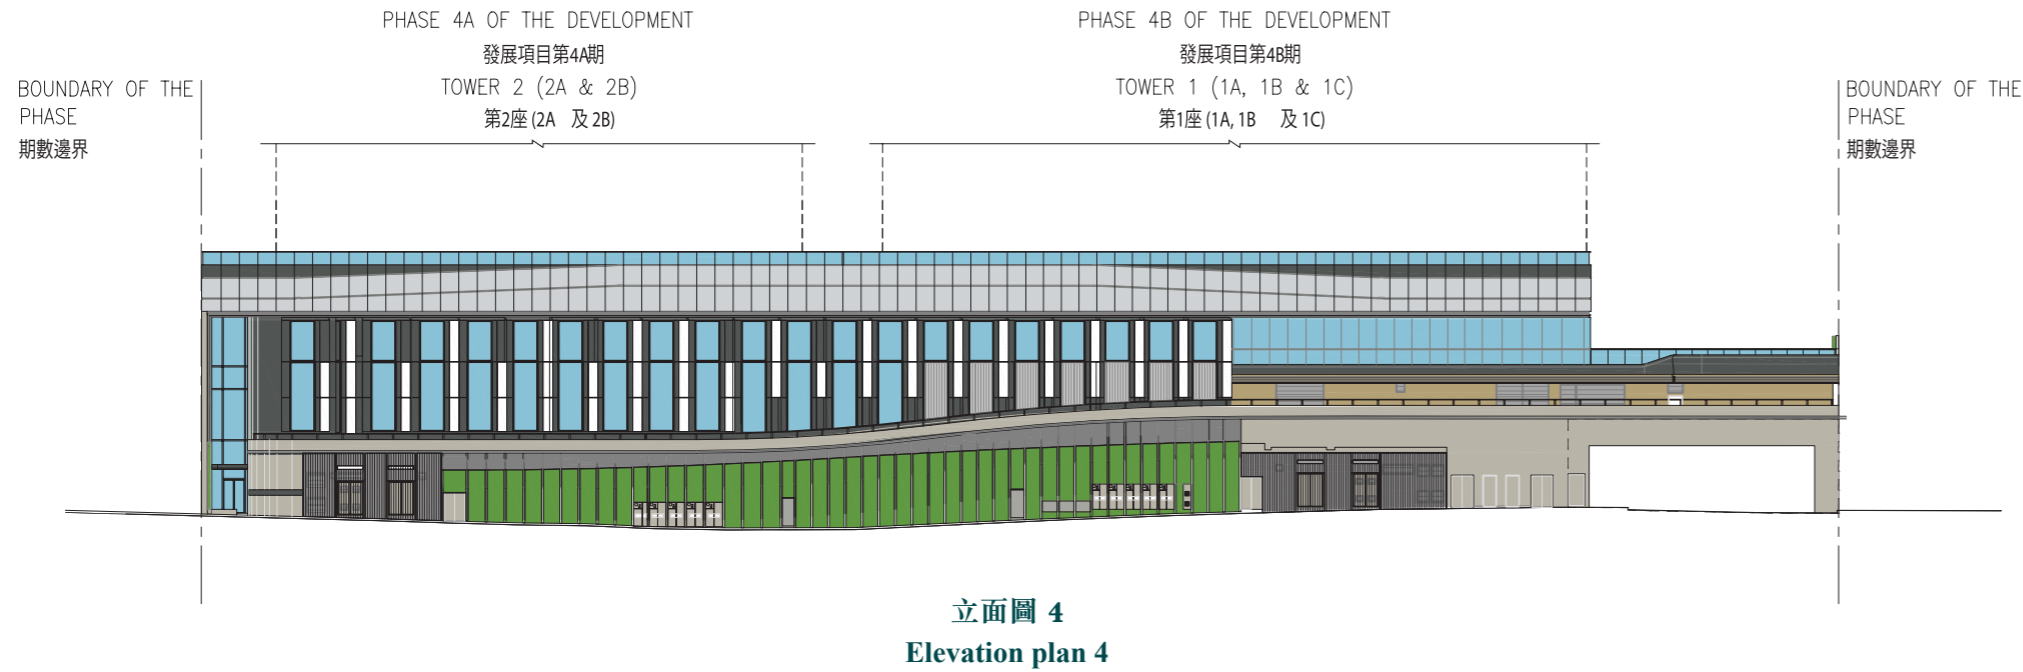 PHASE 4A OF THE DEVELOPMENT
發展項目第4A期
TOWER 2 (2A & 2B)
第2座 (2A 及 2B)
PHASE 4B OF THE DEVELOPMENT
發展項目第4B期
TOWER 1 (1A, 1B & 1C)
第1座 (1A, 1B 及 1C)
BOUNDARY OF THE
PHASE
期數邊界
BOUNDARY OF THE
PHASE
期數邊界
立面圖 4
Elevation plan 4